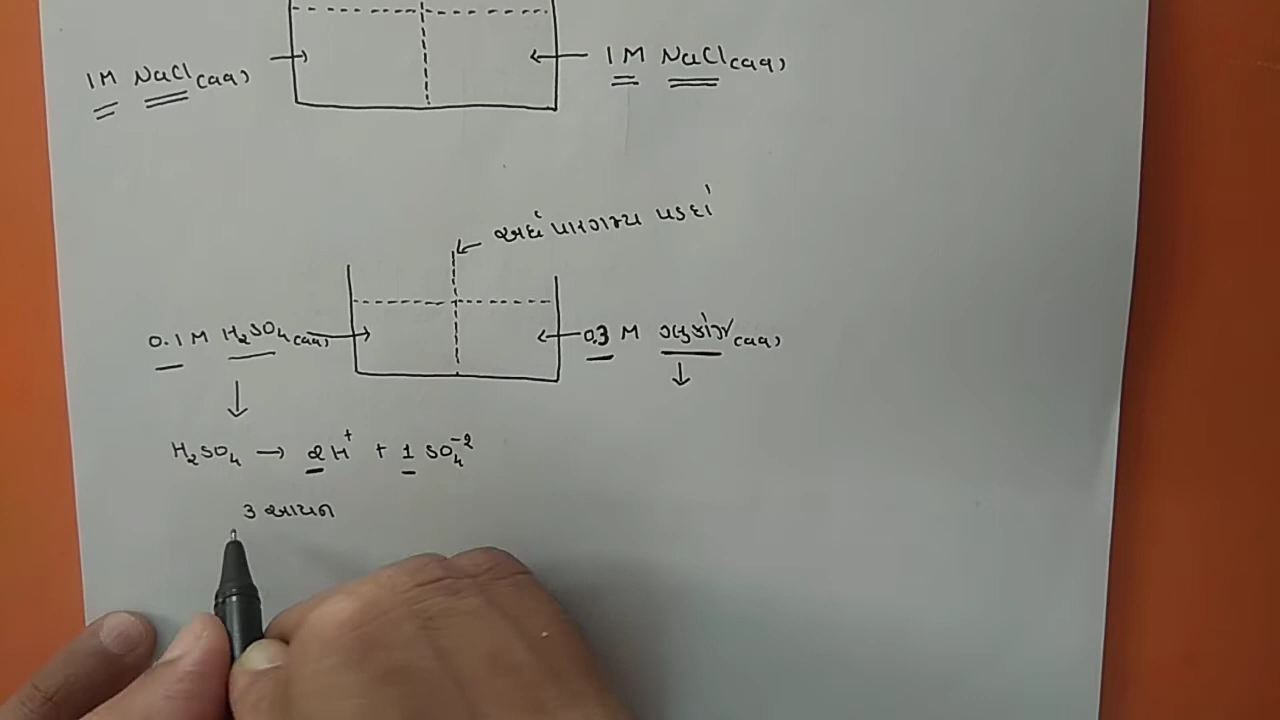 1M NaCl(aq)
1M NaCl(aq)
અર્ધ પારગમ્ય પડદો
0.1M H₂SO₄(aq)
0.3 M ગ્લુકોઝ(aq)
H₂SO₄ → 2H⁺ + 1 SO₄⁻²
3 આયન